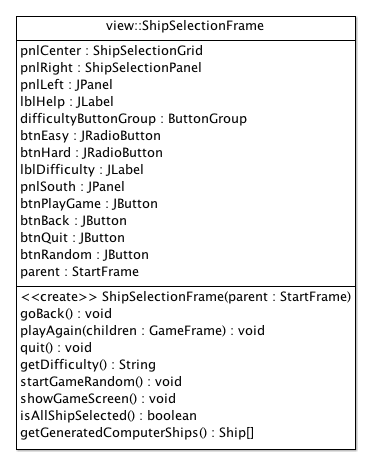 view::ShipSelectionFrame
pnlCenter : ShipSelectionGrid
pnlRight : ShipSelectionPanel
pnlLeft : JPanel
lblHelp : JLabel
difficultyButtonGroup : ButtonGroup
btnEasy : JRadioButton
btnHard : JRadioButton
lblDifficulty : JLabel
pnlSouth : JPanel
btnPlayGame : JButton
btnBack : JButton
btnQuit : JButton
btnRandom : JButton
parent : StartFrame
<<create>> ShipSelectionFrame(parent : StartFrame)
goBack() : void
playAgain(children : GameFrame) : void
quit() : void
getDifficulty() : String
startGameRandom() : void
showGameScreen() : void
isAllShipSelected() : boolean
getGeneratedComputerShips() : Ship[]